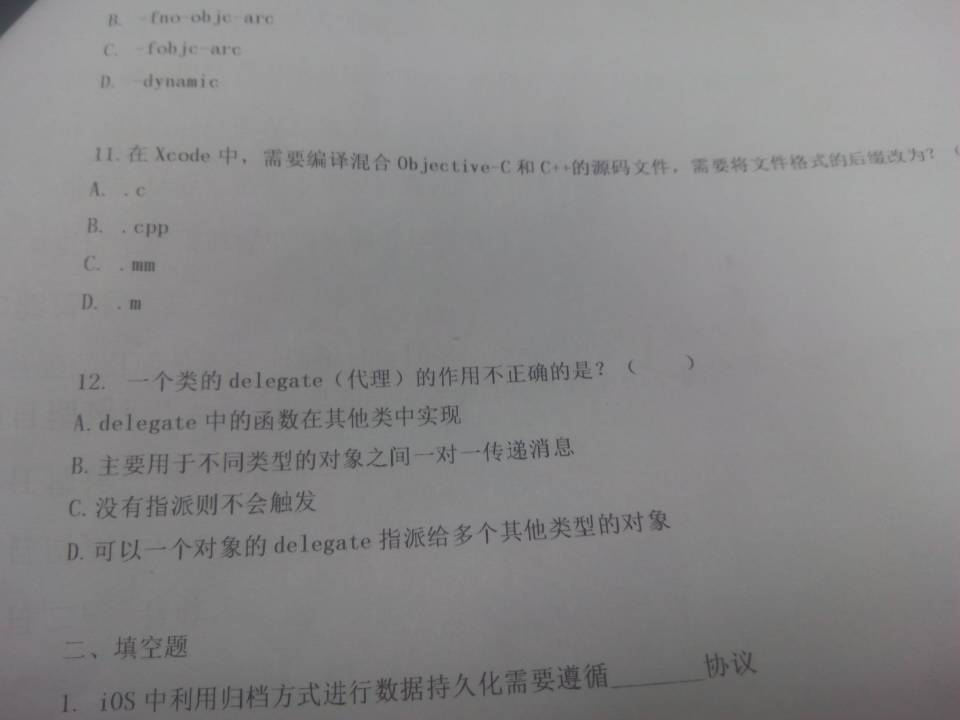 B. -fno-objc-arc
C. -fobjc-arc
D. -dynamic
11. 在 Xcode 中，需要编译混合 Objective-C 和 C++的源码文件，需要将文件格式的后缀改为？（
A. .c
B. .cpp
C. .mm
D. .m
12. 一个类的 delegate（代理）的作用不正确的是？（ ）
A. delegate 中的函数在其他类中实现
B. 主要用于不同类型的对象之间一对一传递消息
C. 没有指派则不会触发
D. 可以一个对象的 delegate 指派给多个其他类型的对象
二、填空题
1. iOS 中利用归档方式进行数据持久化需要遵循______协议